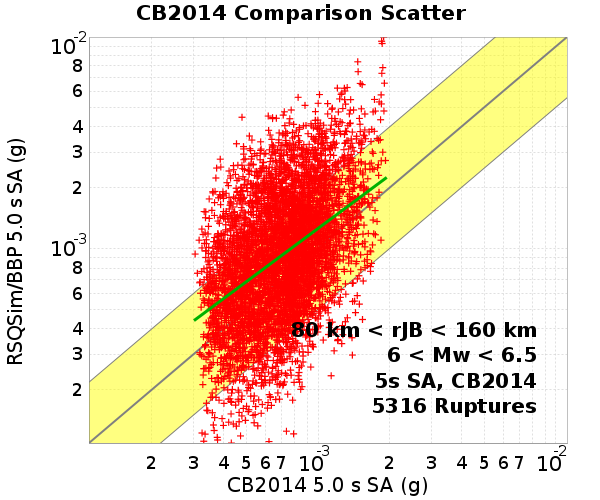 CB2014 Comparison Scatter
RSQSim/BBP 5.0 s SA (g)
10-2
8
6
4
3
2
10-3
8
6
4
3
2
80 km < rJB < 160 km
6 < Mw < 6.5
5s SA, CB2014
5316 Ruptures
2 3 4 5 6 7 10-3 2 3 4 5 6 7 10-2
CB2014 5.0 s SA (g)